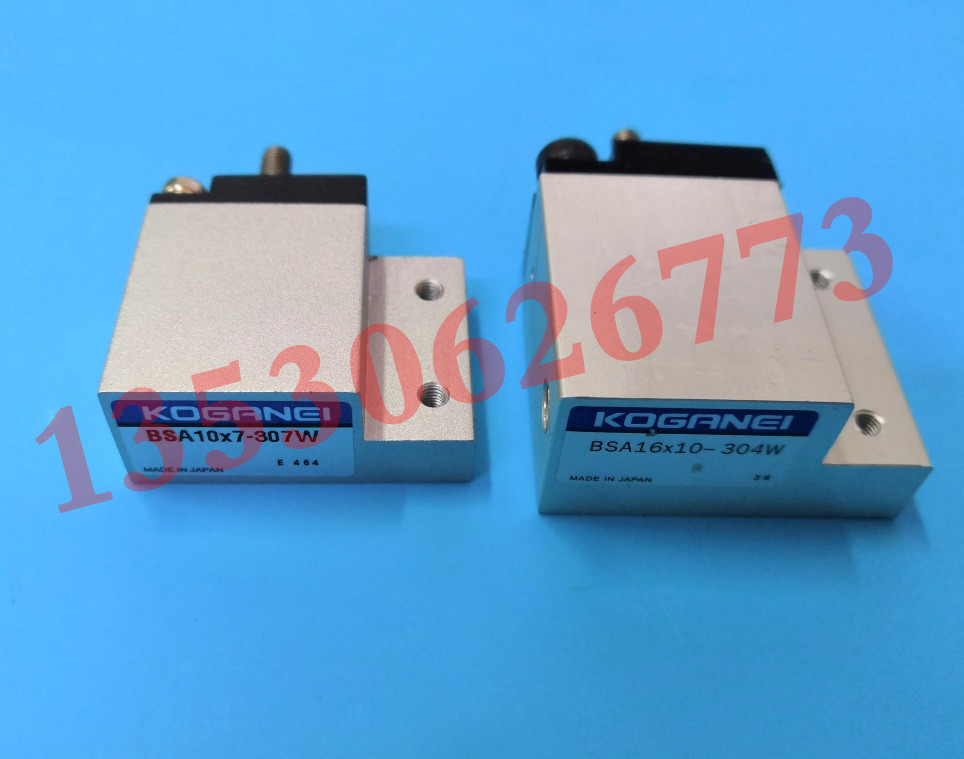 13530626773
KOGANEI
BSA10x7-307W
MADE IN JAPAN
E 464
KOGANEI
BSA16x10-304W
MADE IN JAPAN